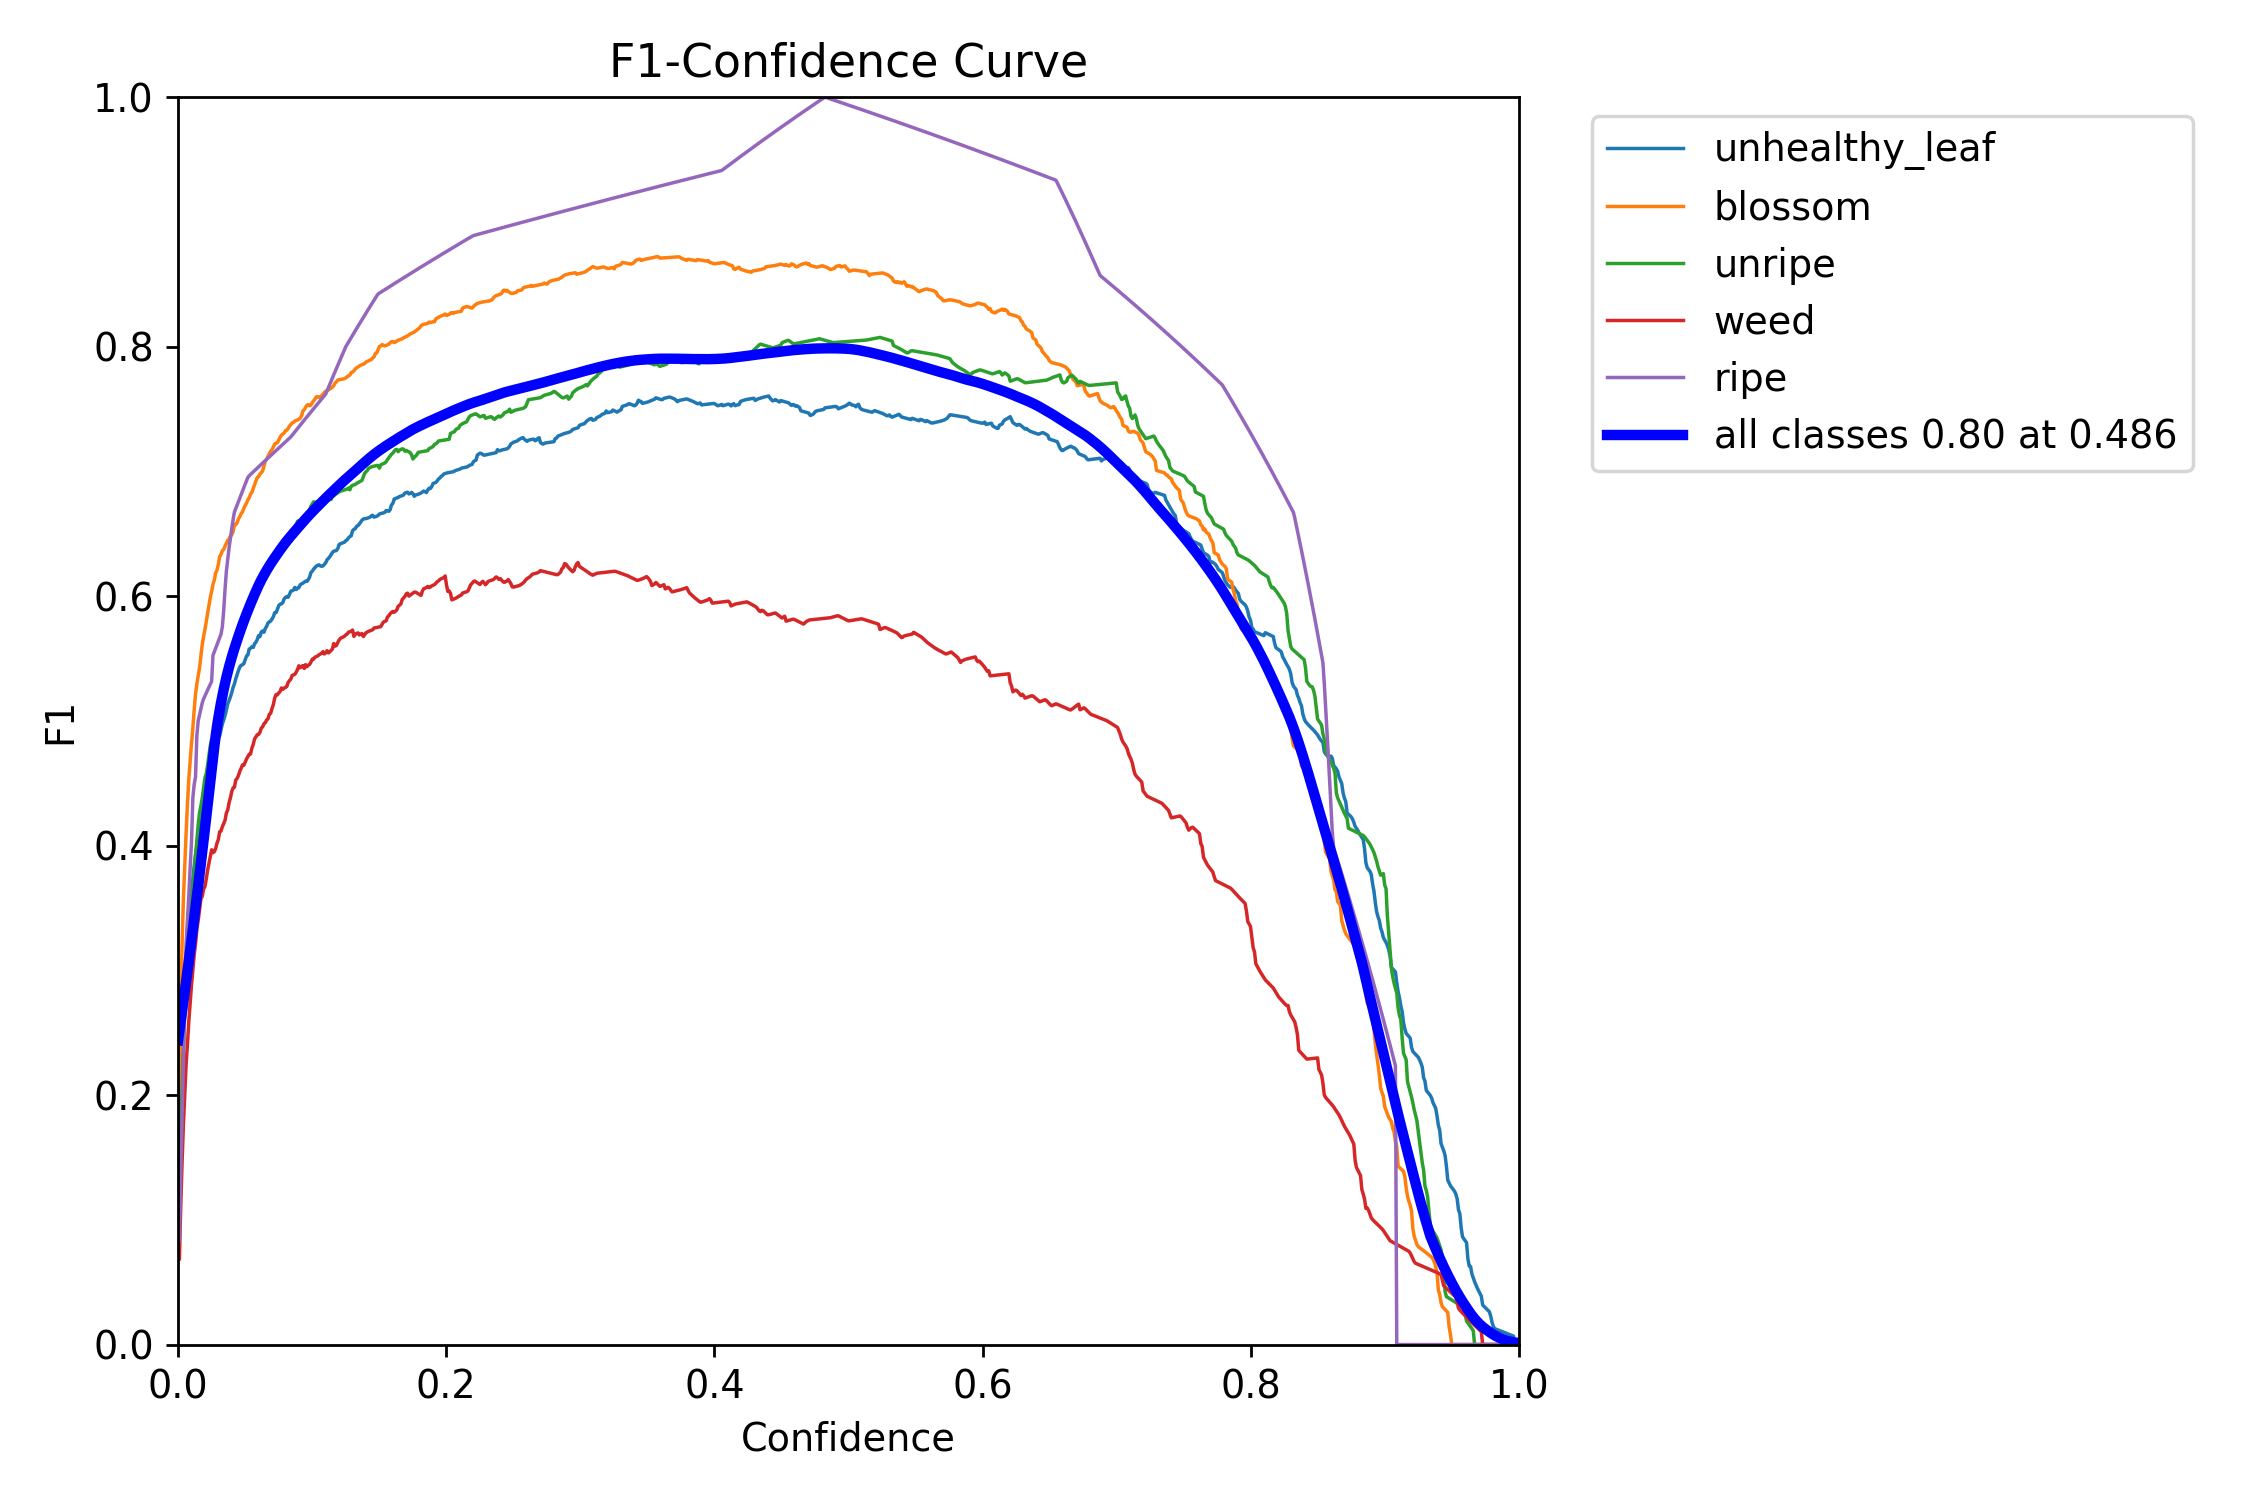 F1-Confidence Curve
1.0
0.8
0.6
0.4
0.2
0.0
F1
0.0 0.2 0.4 0.6 0.8 1.0
Confidence
unhealthy_leaf
blossom
unripe
weed
ripe
all classes 0.80 at 0.486